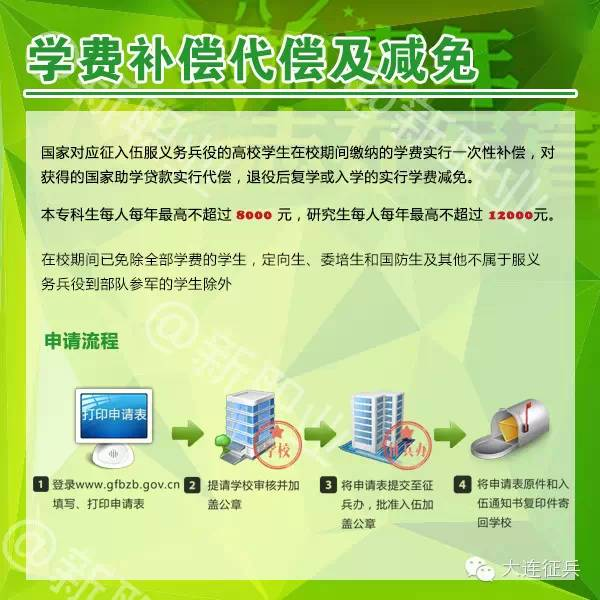 学费补偿代偿及减免
国家对应征入伍服义务兵役的高校学生在校期间缴纳的学费实行一次性补偿，对
获得的国家助学贷款实行代偿，退役后复学或入学的实行学费减免。
本专科生每人每年最高不超过 8000 元，研究生每人每年最高不超过 12000元。
在校期间已免除全部学费的学生，定向生、委培生和国防生及其他不属于服义
务兵役到部队参军的学生除外
申请流程
打印申请表
学校
征兵办
1 登录www.gfbzb.gov.cn
填写、打印申请表
2 提请学校审核并加
盖公章
3 将申请表提交至征
兵办，批准入伍加
盖公章
4 将申请表原件和入
伍通知书复印件寄
回学校
@新职业
@新职业
@新职业
大连征兵